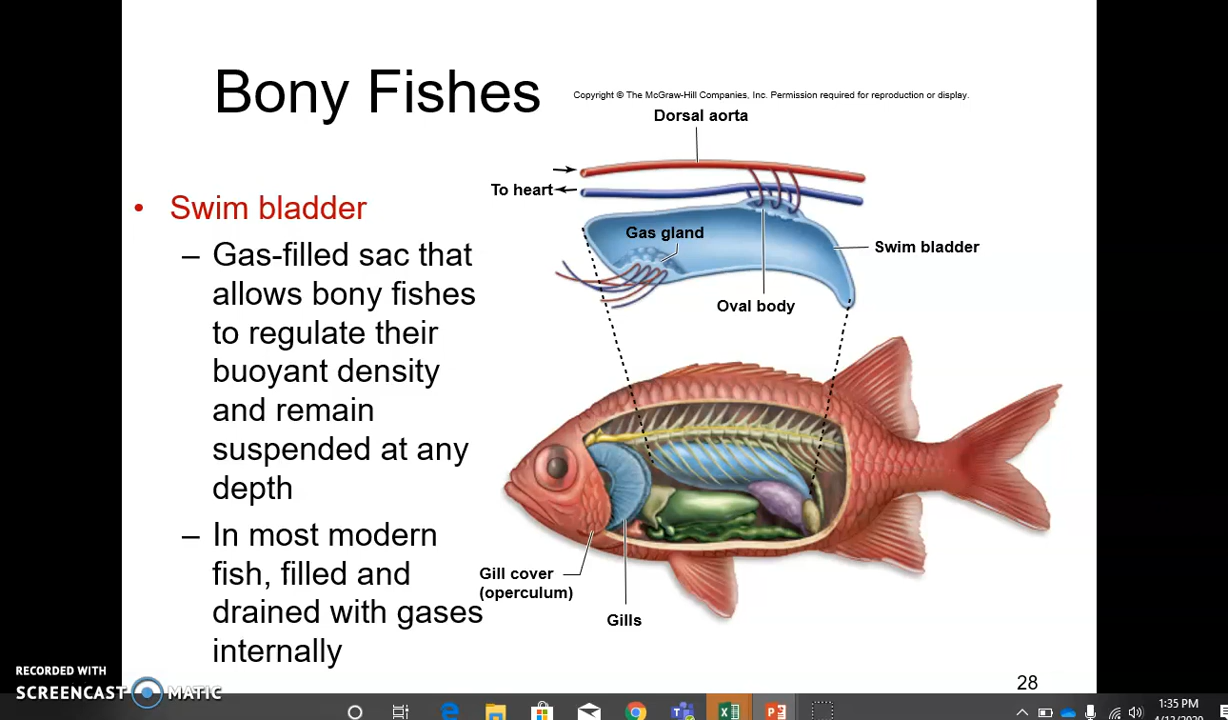 Bony Fishes
Copyright © The McGraw-Hill Companies, Inc. Permission required for reproduction or display.
Dorsal aorta
To heart
Gas gland
Swim bladder
Oval body
• Swim bladder
– Gas-filled sac that
allows bony fishes
to regulate their
buoyant density
and remain
suspended at any
depth
– In most modern
fish, filled and
drained with gases
internally
Gill cover
(operculum)
Gills
28
RECORDED WITH
SCREENCAST MATIC
1:35 PM